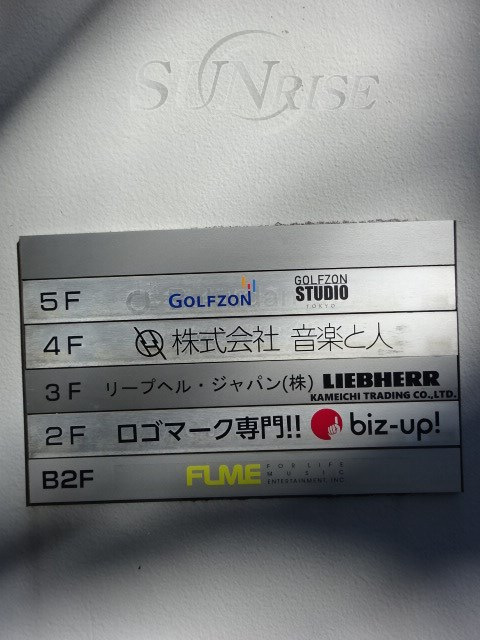 SUNRISE
5F GOLFZON GOLFZON STUDIO TOKYO
4F 株式会社 音楽と人
3F リープヘル・ジャパン(株) LIEBHERR
KAMEICHI TRADING CO.,LTD.
2F ロゴマーク専門!! biz-up!
B2F FLME FOR LIFE MUSIC ENTERTAINMENT, INC.